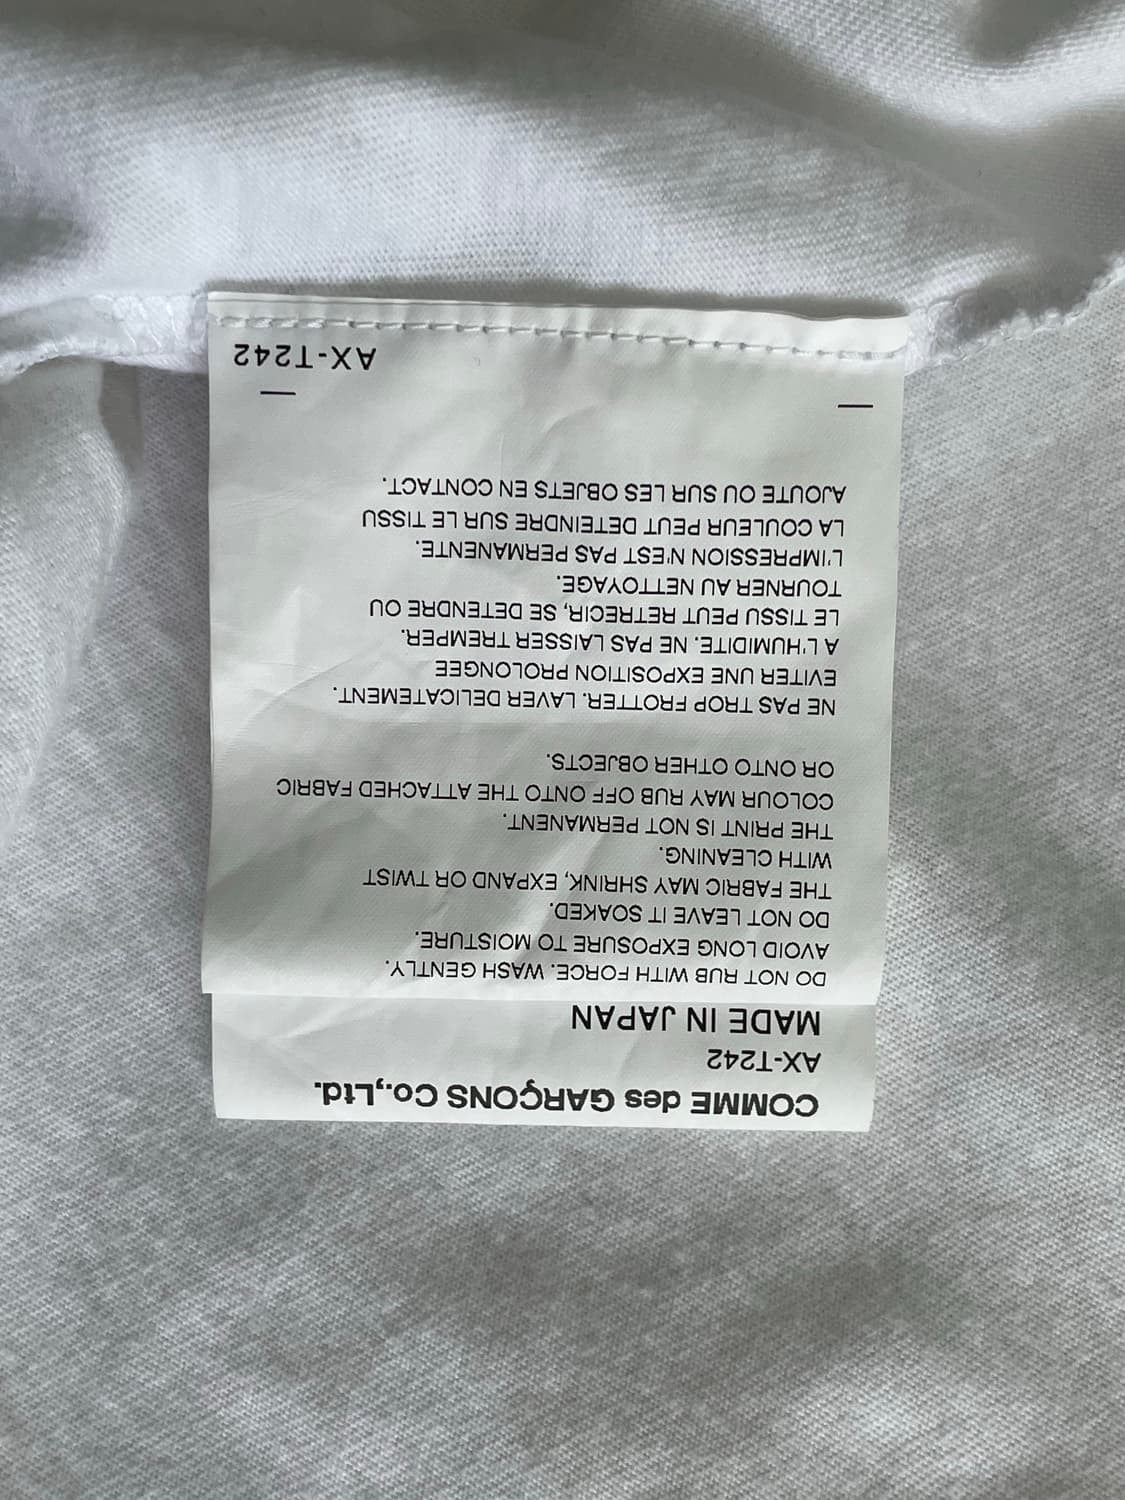 COMME des GARÇONS Co.,Ltd.
AX-T242
MADE IN JAPAN
DO NOT RUB WITH FORCE. WASH GENTLY.
AVOID LONG EXPOSURE TO MOISTURE.
DO NOT LEAVE IT SOAKED.
THE FABRIC MAY SHRINK, EXPAND OR TWIST
WITH CLEANING.
THE PRINT IS NOT PERMANENT.
COLOUR MAY RUB OFF ONTO THE ATTACHED FABRIC
OR ONTO OTHER OBJECTS.
NE PAS TROP FROTTER. LAVER DELICATEMENT.
EVITER UNE EXPOSITION PROLONGEE
A L'HUMIDITE. NE PAS LAISSER TREMPER.
LE TISSU PEUT RETRECIR, SE DETENDRE OU
TOURNER AU NETTOYAGE.
L'IMPRESSION N'EST PAS PERMANENTE.
LA COULEUR PEUT DETEINDRE SUR LE TISSU
AJOUTE OU SUR LES OBJETS EN CONTACT.
AX-T242